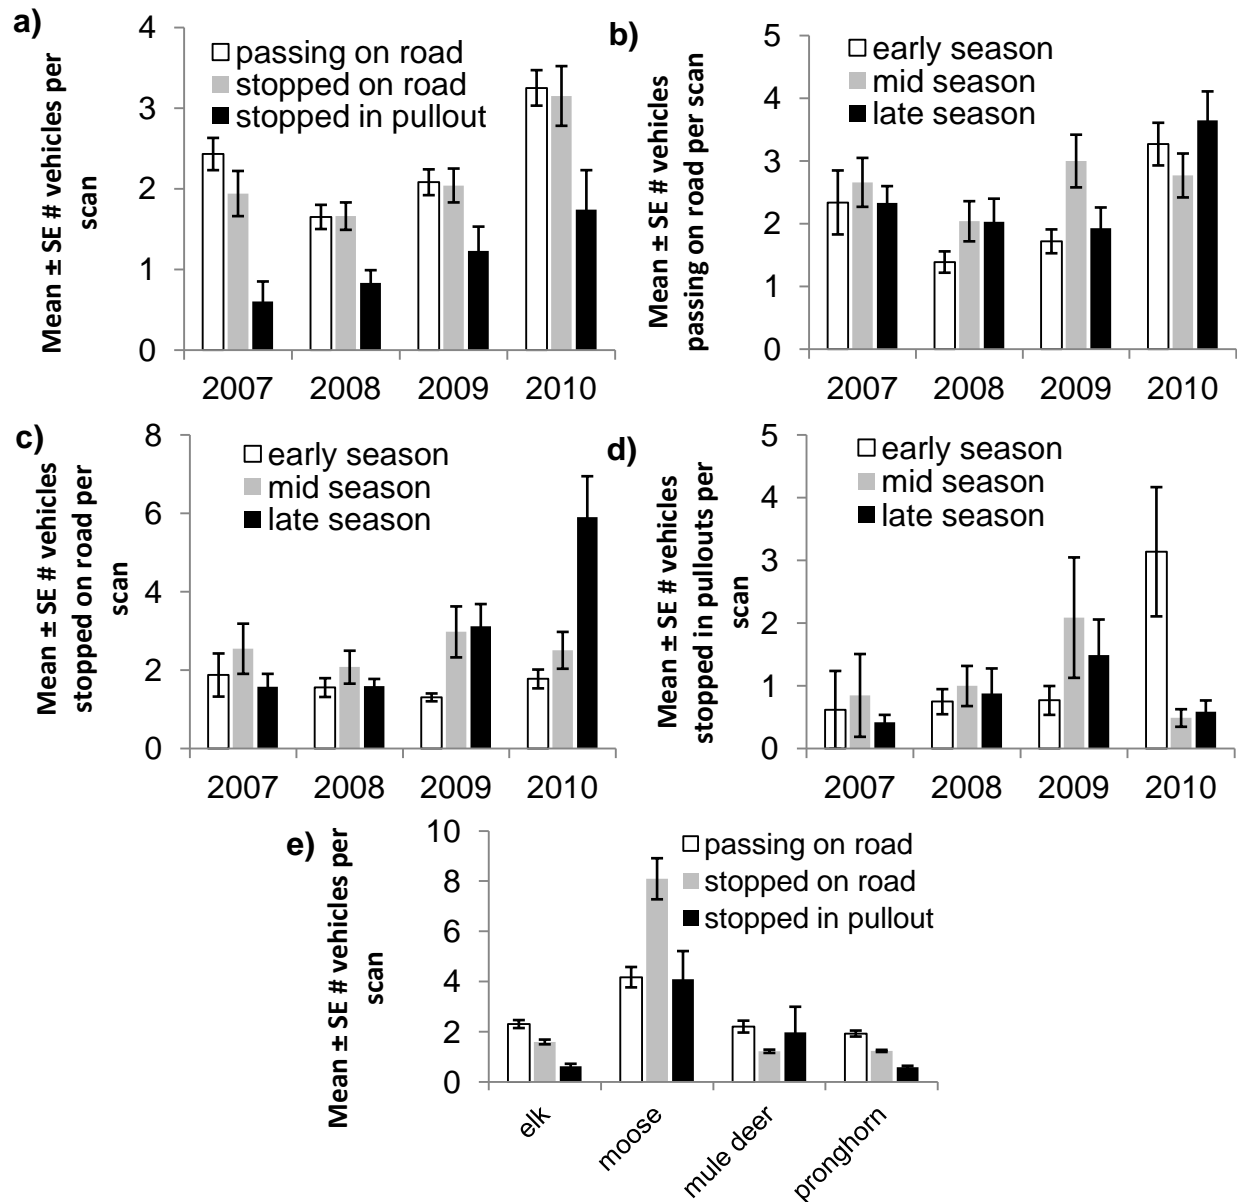 a)
Mean ± SE # vehicles per
scan
4
3
2
1
0
passing on road
stopped on road
stopped in pullout
2007 2008 2009 2010
b)
Mean ± SE # vehicles
passing on road per scan
5
4
3
2
1
0
early season
mid season
late season
2007 2008 2009 2010
c)
Mean ± SE # vehicles
stopped on road per
scan
8
6
4
2
0
early season
mid season
late season
2007 2008 2009 2010
d)
Mean ± SE # vehicles
stopped in pullouts per
scan
5
4
3
2
1
0
early season
mid season
late season
2007 2008 2009 2010
e)
Mean ± SE # vehicles per
scan
10
8
6
4
2
0
passing on road
stopped on road
stopped in pullout
elk
moose
mule deer
pronghorn